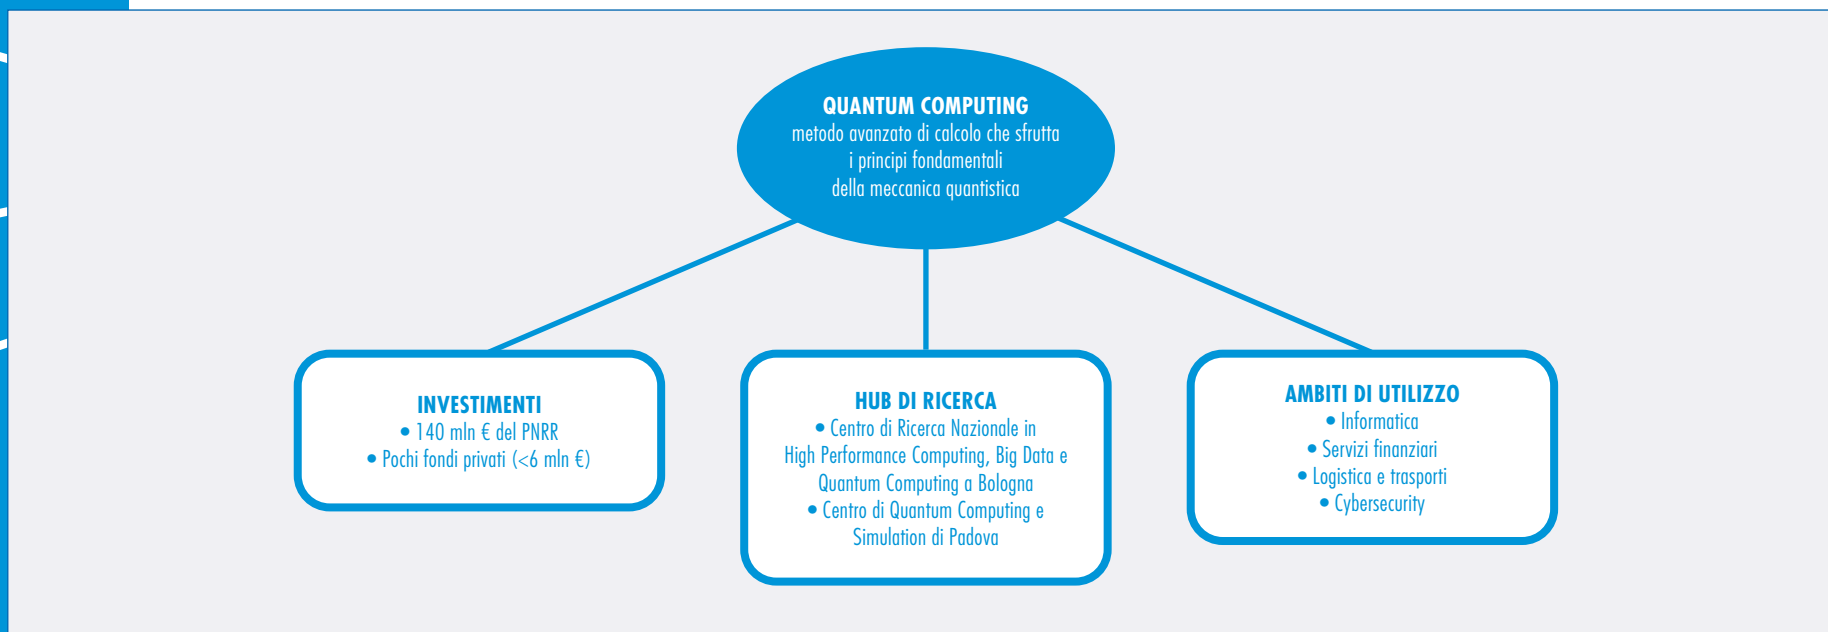 QUANTUM COMPUTING
metodo avanzato di calcolo che sfrutta
i principi fondamentali
della meccanica quantistica
INVESTIMENTI
• 140 mln € del PNRR
• Pochi fondi privati (<6 mln €)
HUB DI RICERCA
• Centro di Ricerca Nazionale in
High Performance Computing, Big Data e
Quantum Computing a Bologna
• Centro di Quantum Computing e
Simulation di Padova
AMBITI DI UTILIZZO
• Informatica
• Servizi finanziari
• Logistica e trasporti
• Cybersecurity